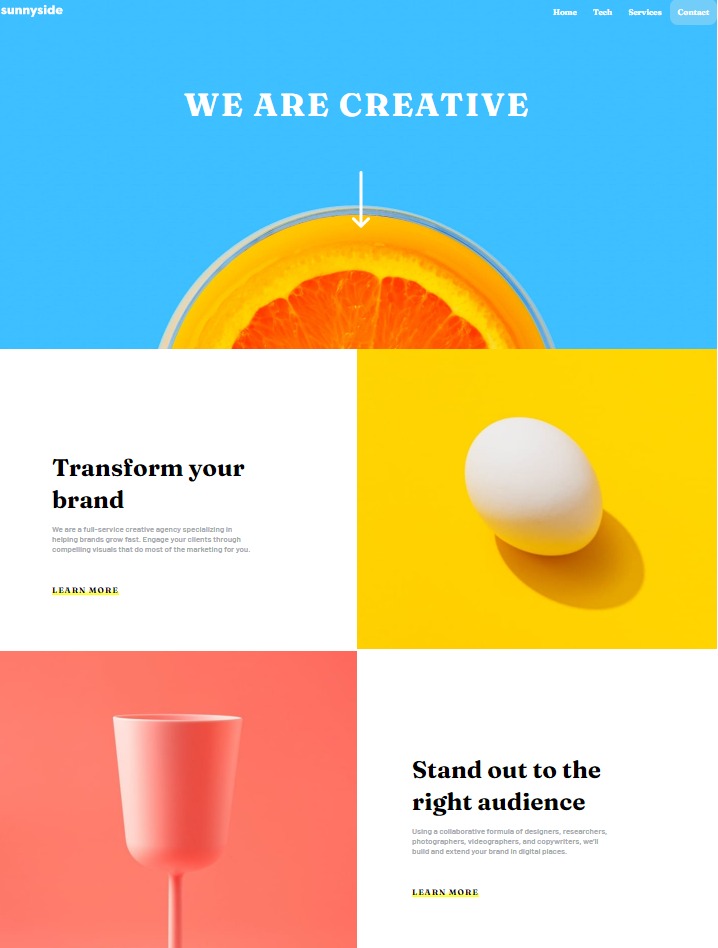 sunnyside
Home Tech Services Contact
WE ARE CREATIVE
Transform your
brand
We are a full-service creative agency specializing in
helping brands grow fast. Engage your clients through
compelling visuals that do most of the marketing for you.
LEARN MORE
Stand out to the
right audience
Using a collaborative formula of designers, researchers,
photographers, videographers, and copywriters, we'll
build and extend your brand in digital places.
LEARN MORE